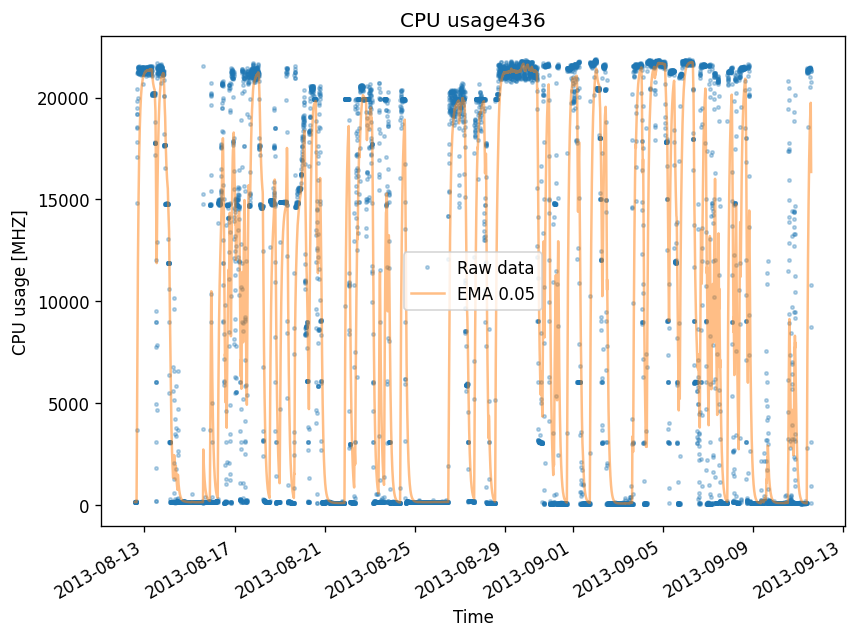 CPU usage436
CPU usage [MHZ]
20000
15000
10000
5000
0
Raw data
EMA 0.05
2013-08-13
2013-08-17
2013-08-21
2013-08-25
2013-08-29
2013-09-01
2013-09-05
2013-09-09
2013-09-13
Time